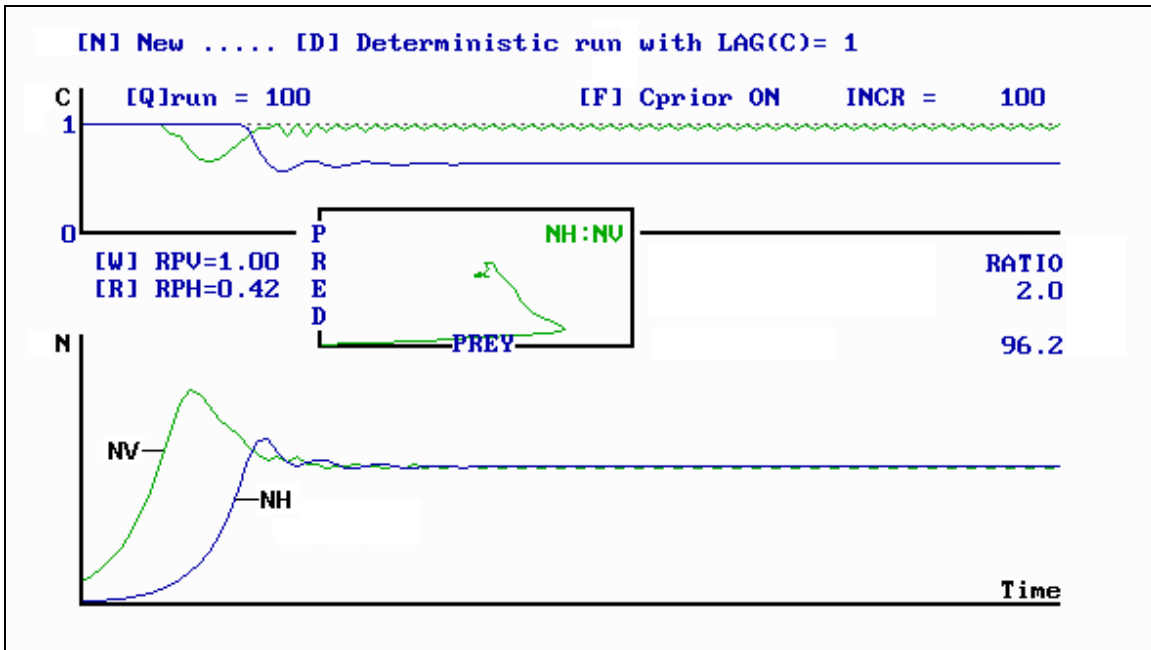 [N] New ..... [D] Deterministic run with LAG(C)= 1
C [Q]run = 100 [F] Cprior ON INCR = 100
1
0
P
R
E
D
NH:NV
PREY
[W] RPV=1.00
[R] RPH=0.42
RATIO
2.0
96.2
N
NV
NH
Time